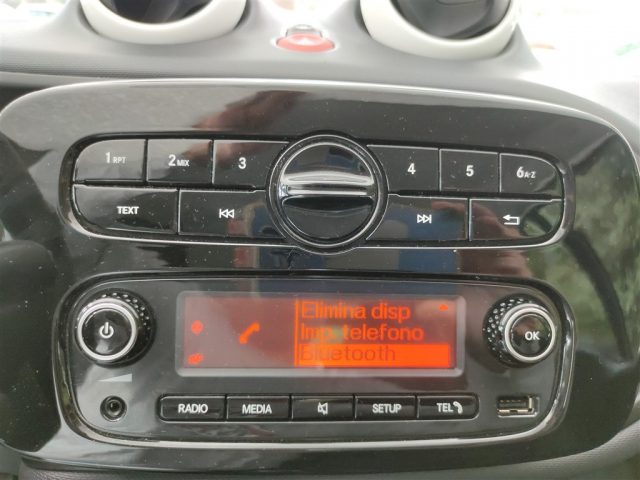 1 RPT 2 MIX 3 4 5 6 A-Z
TEXT
Elimina disp
Imp. telefono
Bluetooth
OK
RADIO MEDIA SETUP TEL